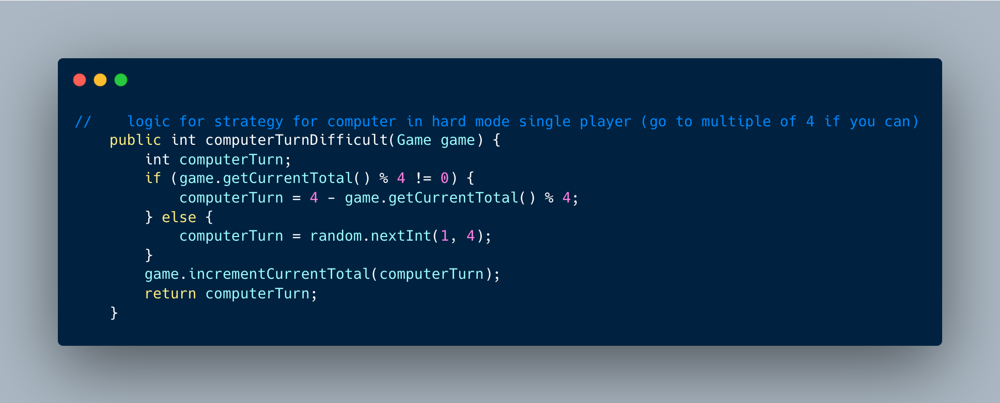 //    logic for strategy for computer in hard mode single player (go to multiple of 4 if you can)
    public int computerTurnDifficult(Game game) {
        int computerTurn;
        if (game.getCurrentTotal() % 4 != 0) {
            computerTurn = 4 - game.getCurrentTotal() % 4;
        } else {
            computerTurn = random.nextInt(1, 4);
        }
        game.incrementCurrentTotal(computerTurn);
        return computerTurn;
    }